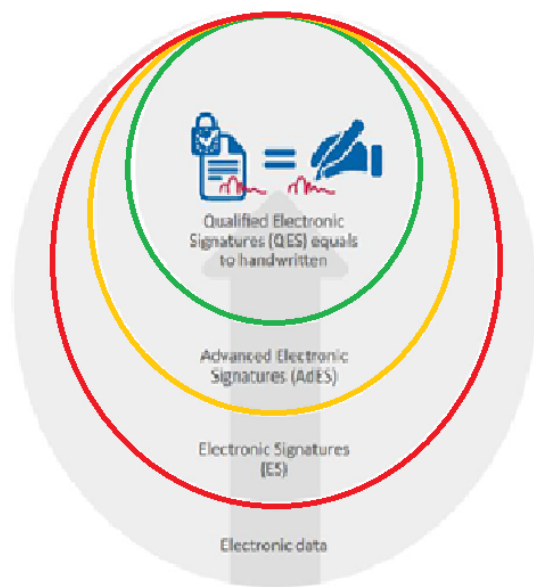 =
Qualified Electronic
Signatures (QES) equals
to handwritten
Advanced Electronic
Signatures (AdES)
Electronic Signatures
(ES)
Electronic data